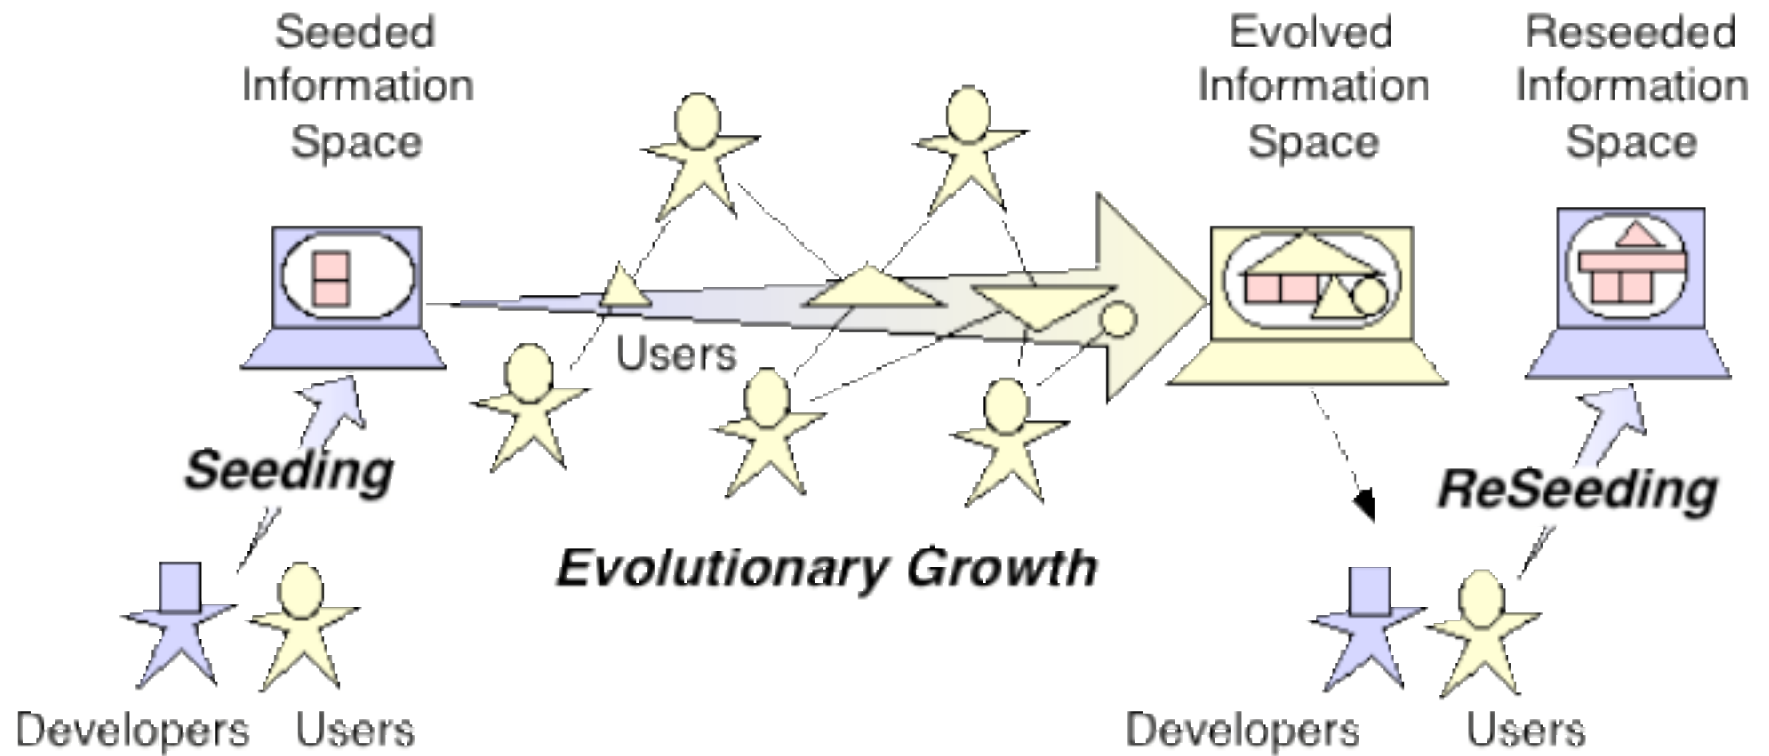 Seeded
Information
Space
Evolved
Information
Space
Reseeded
Information
Space
Users
Seeding
ReSeeding
Evolutionary Growth
Developers
Users
Developers
Users